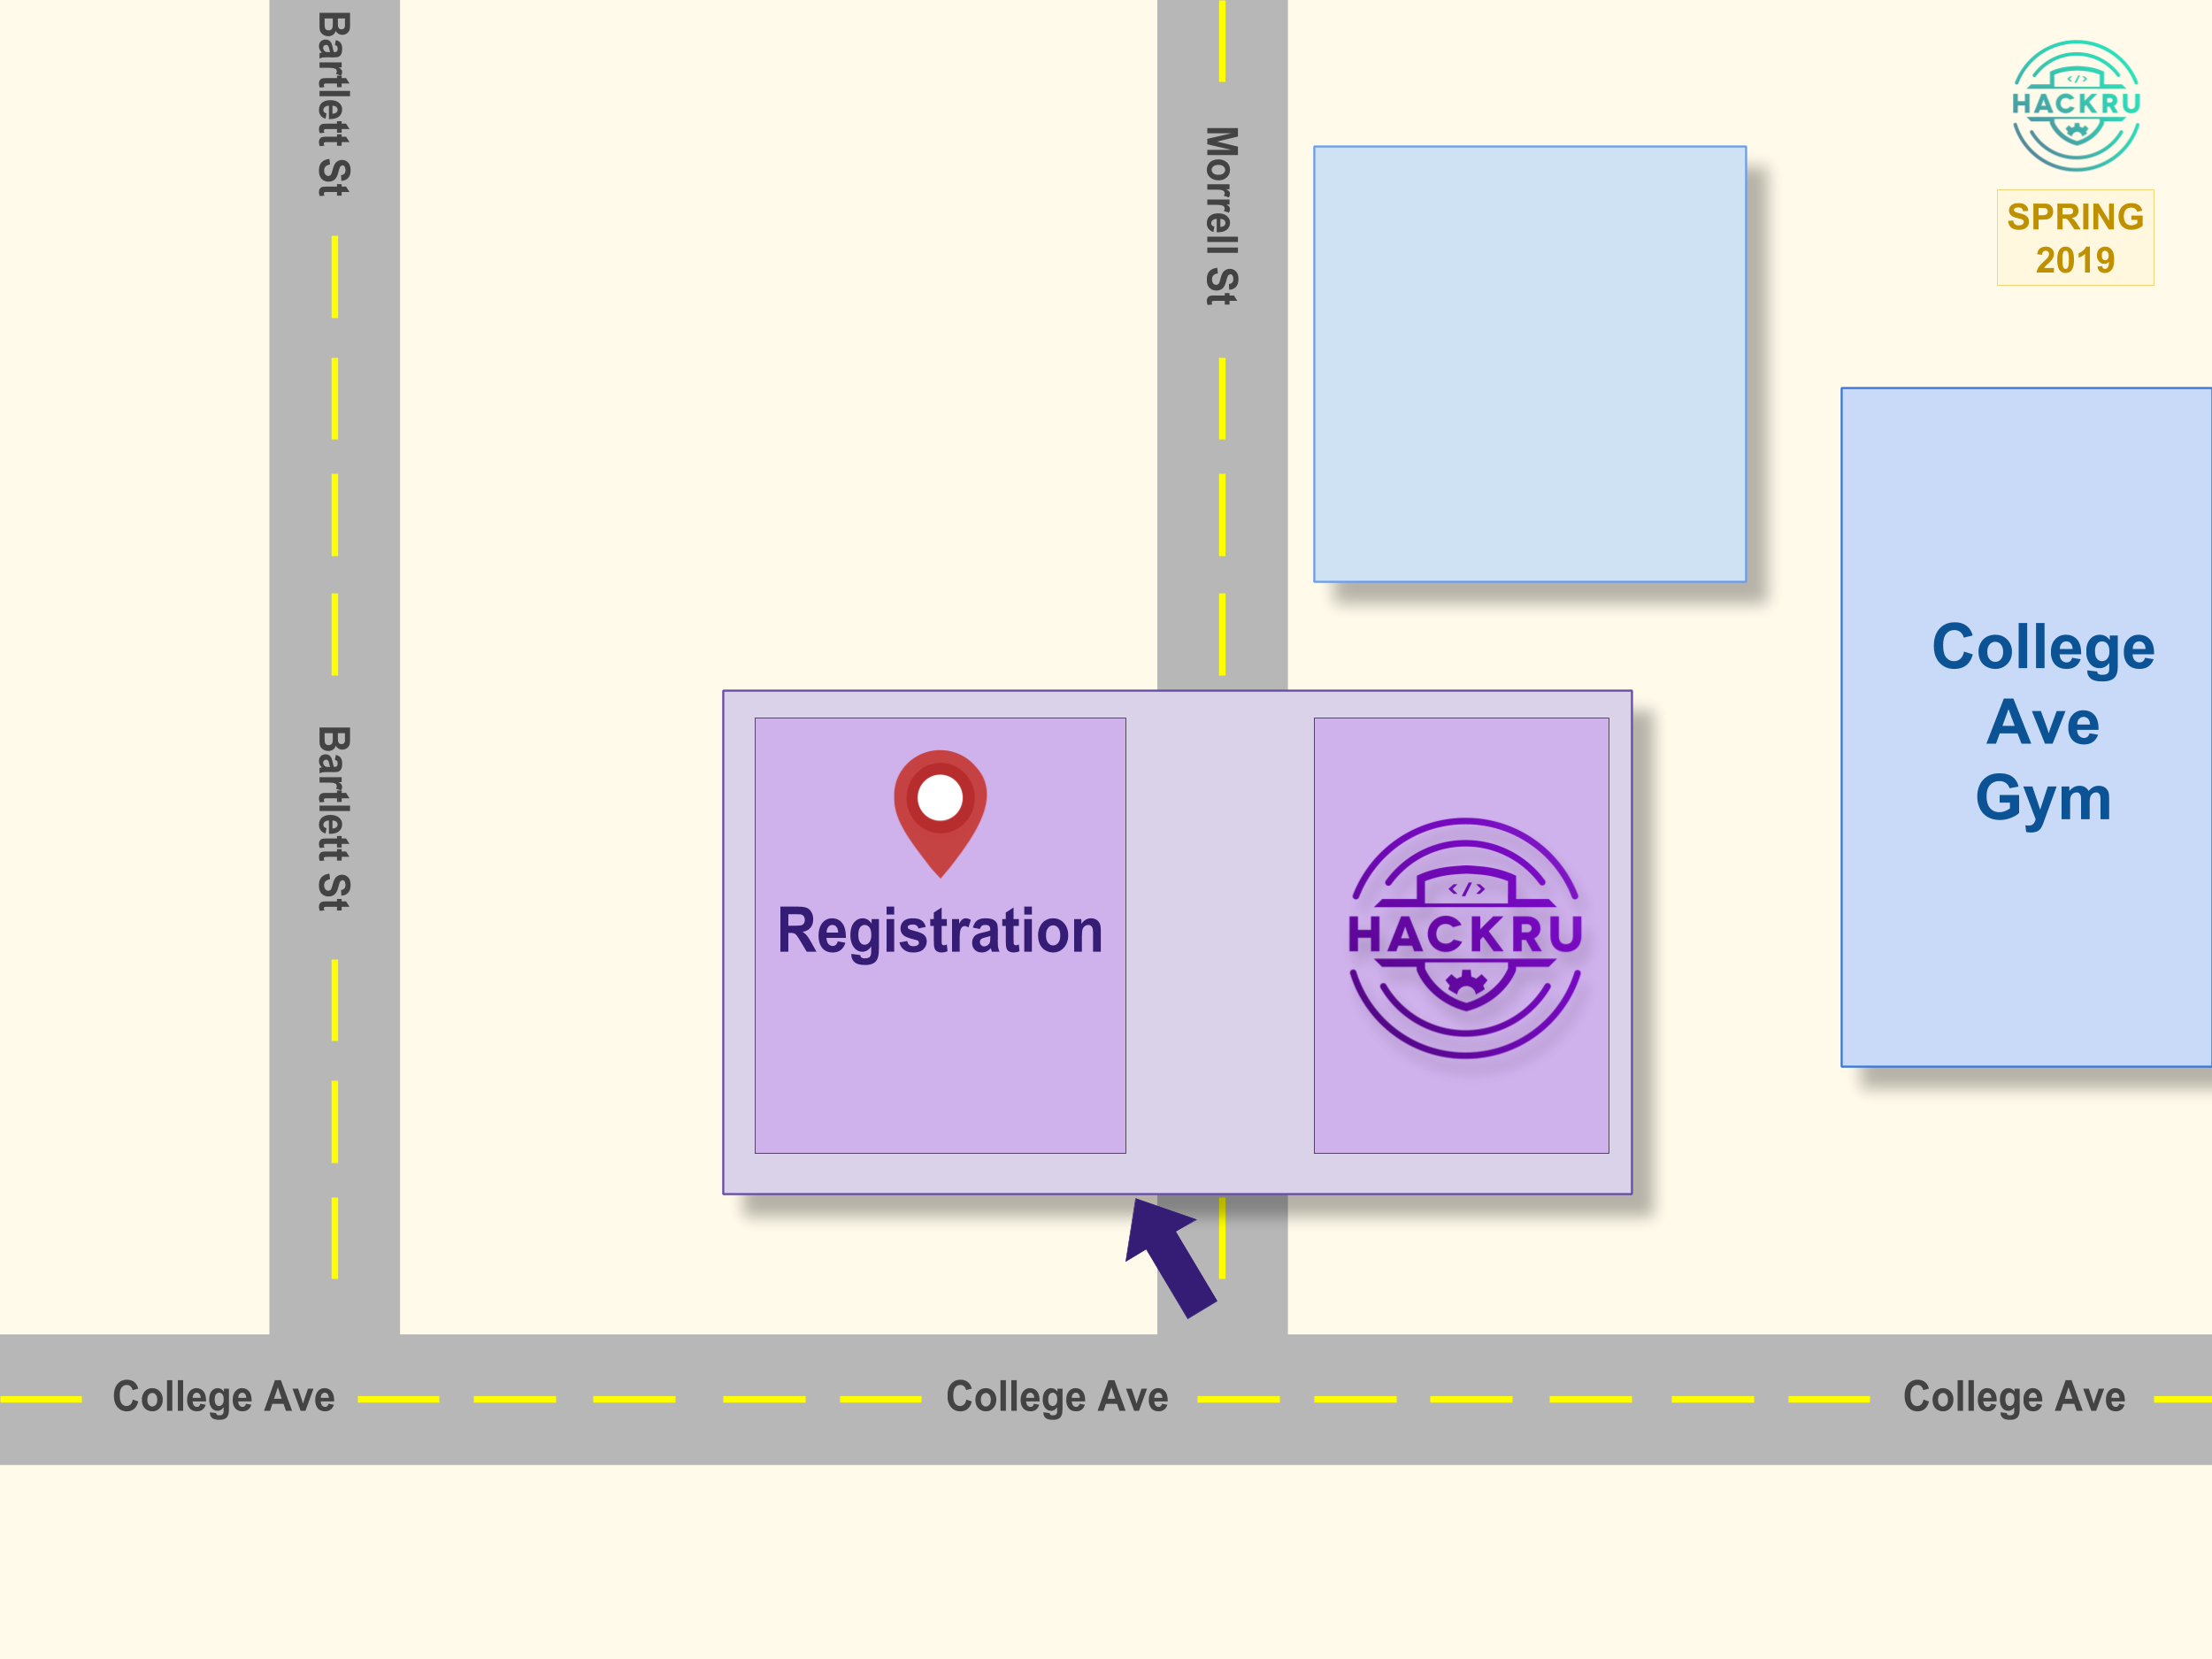 Bartlett St
Morrell St
HACKRU
SPRING
2019
College
Ave
Gym
Bartlett St
Registration
</>
HACKRU
College Ave
College Ave
College Ave